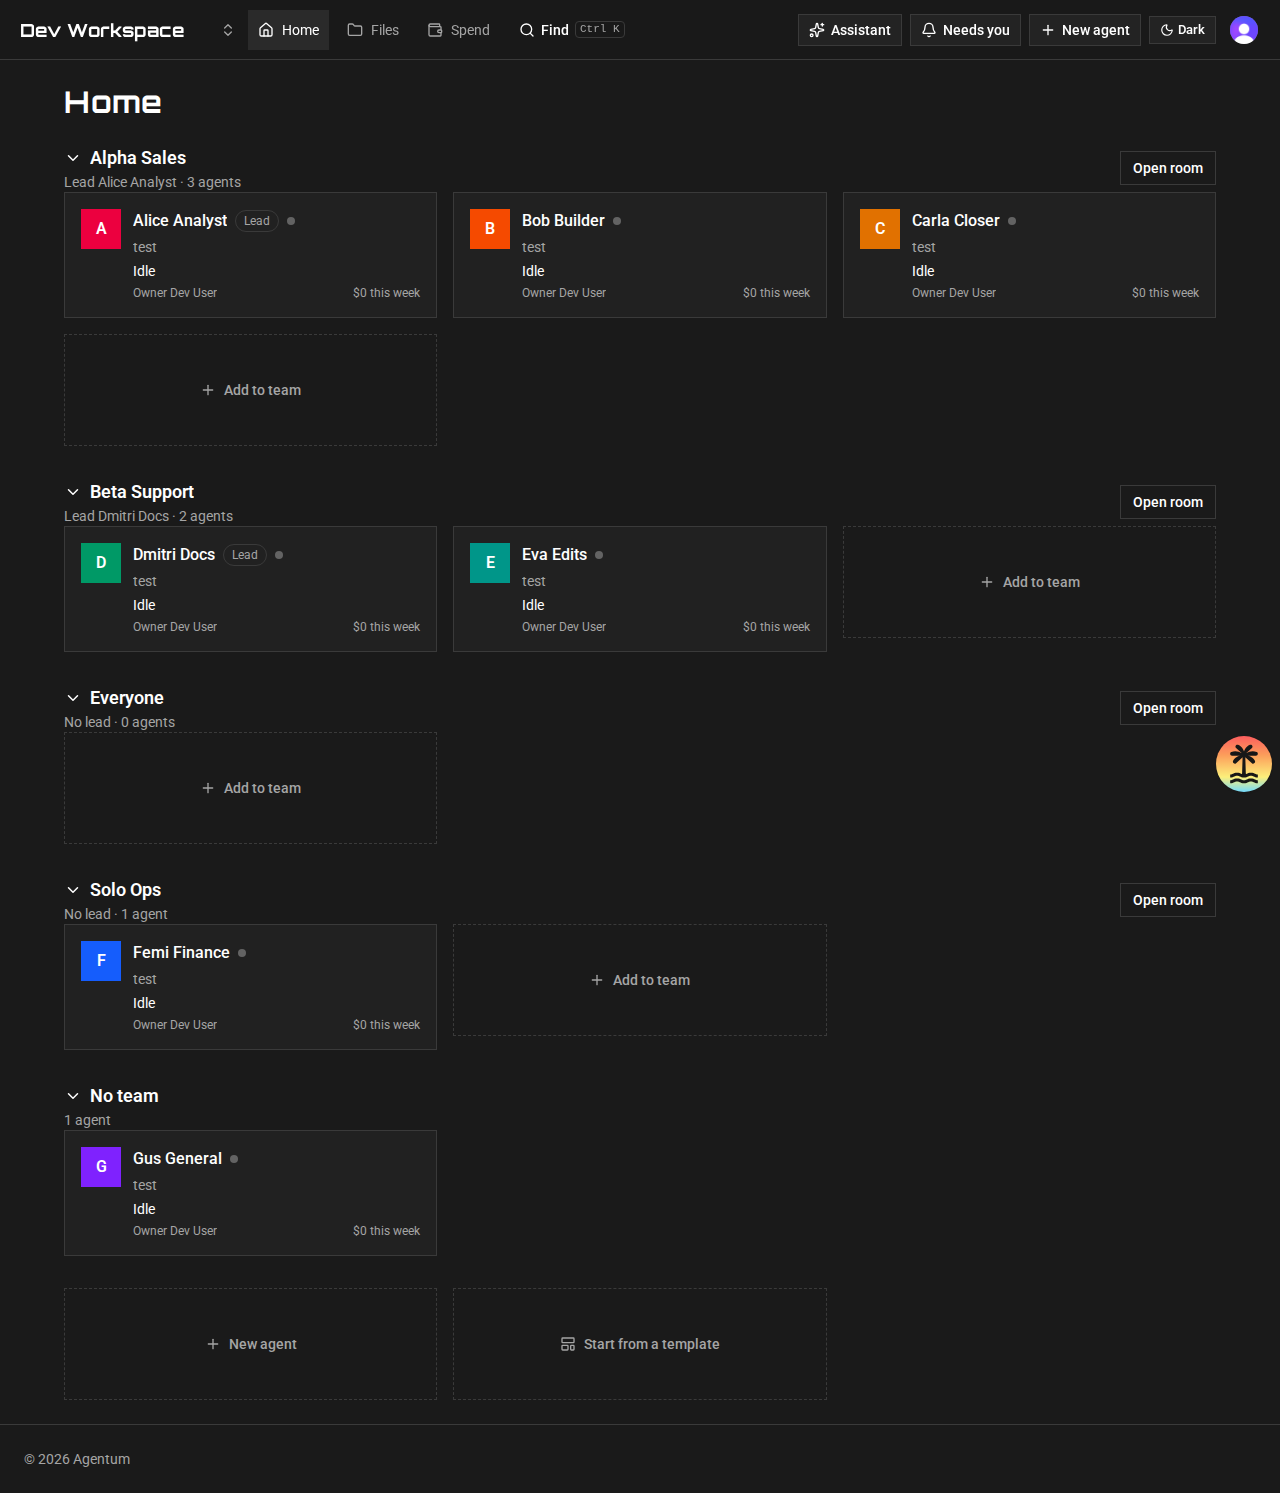 Dev Workspace Home Files Spend Find Ctrl K Assistant Needs you New agent Dark
Home
Alpha Sales
Lead Alice Analyst · 3 agents
Open room
A Alice Analyst Lead
test
Idle
Owner Dev User $0 this week
B Bob Builder
test
Idle
Owner Dev User $0 this week
C Carla Closer
test
Idle
Owner Dev User $0 this week
Add to team
Beta Support
Lead Dmitri Docs · 2 agents
Open room
D Dmitri Docs Lead
test
Idle
Owner Dev User $0 this week
E Eva Edits
test
Idle
Owner Dev User $0 this week
Add to team
Everyone
No lead · 0 agents
Open room
Add to team
Solo Ops
No lead · 1 agent
Open room
F Femi Finance
test
Idle
Owner Dev User $0 this week
Add to team
No team
1 agent
G Gus General
test
Idle
Owner Dev User $0 this week
New agent
Start from a template
© 2026 Agentum